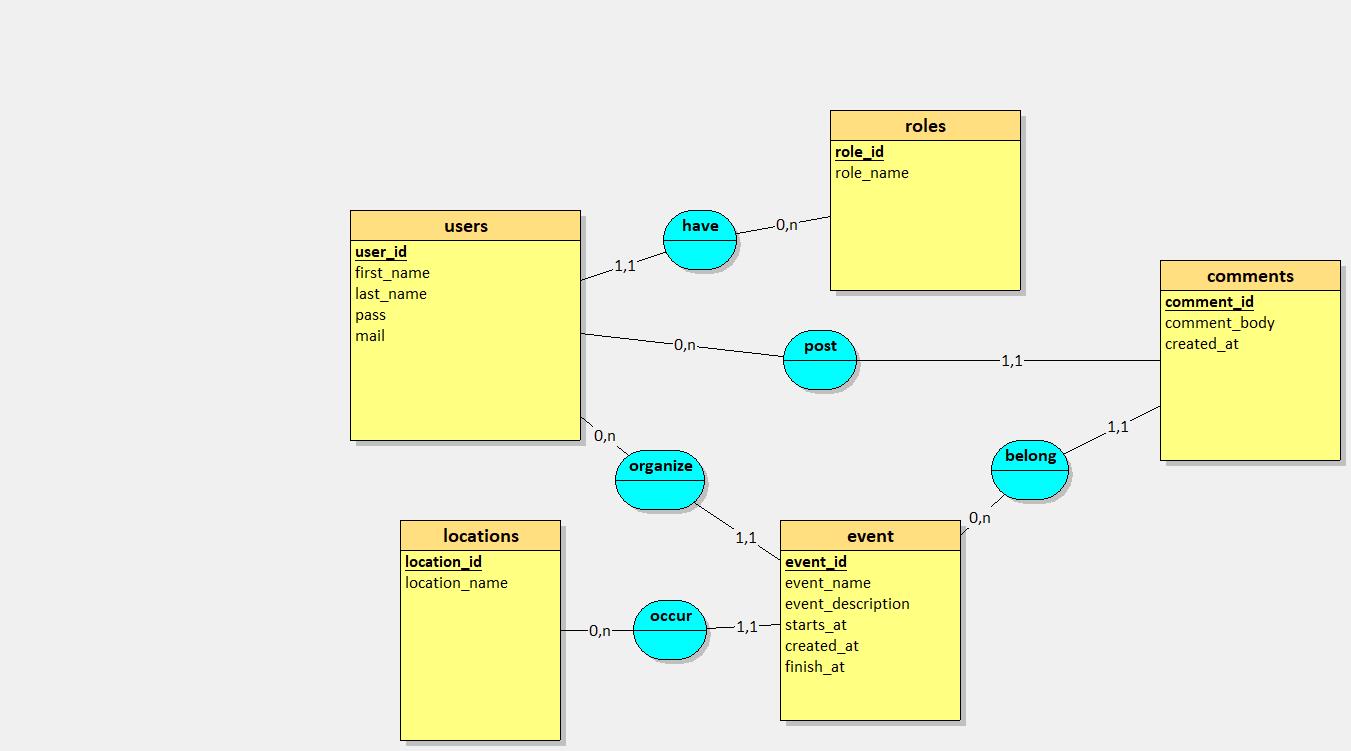 roles
role_id
role_name
users
user_id
first_name
last_name
pass
mail
have
1,1
0,n
comments
comment_id
comment_body
created_at
post
0,n
1,1
organize
0,n
1,1
belong
1,1
0,n
locations
location_id
location_name
occur
0,n
1,1
event
event_id
event_name
event_description
starts_at
created_at
finish_at